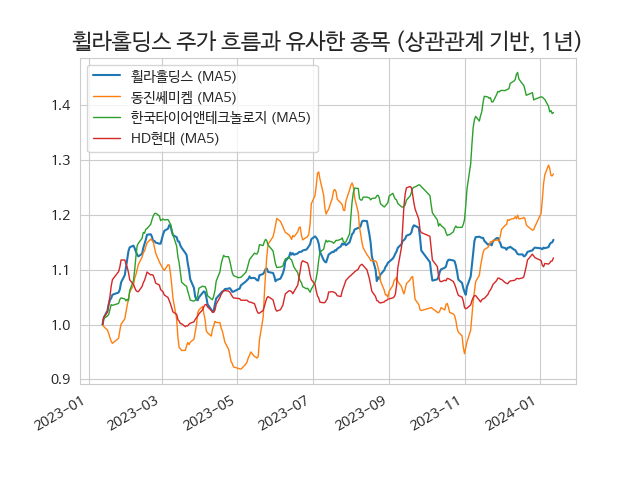 휠라홀딩스 주가 흐름과 유사한 종목 (상관관계 기반, 1년)
휠라홀딩스 (MA5)
동진쎄미켐 (MA5)
한국타이어앤테크놀로지 (MA5)
HD현대 (MA5)
1.4
1.3
1.2
1.1
1.0
0.9
2023-01
2023-03
2023-05
2023-07
2023-09
2023-11
2024-01